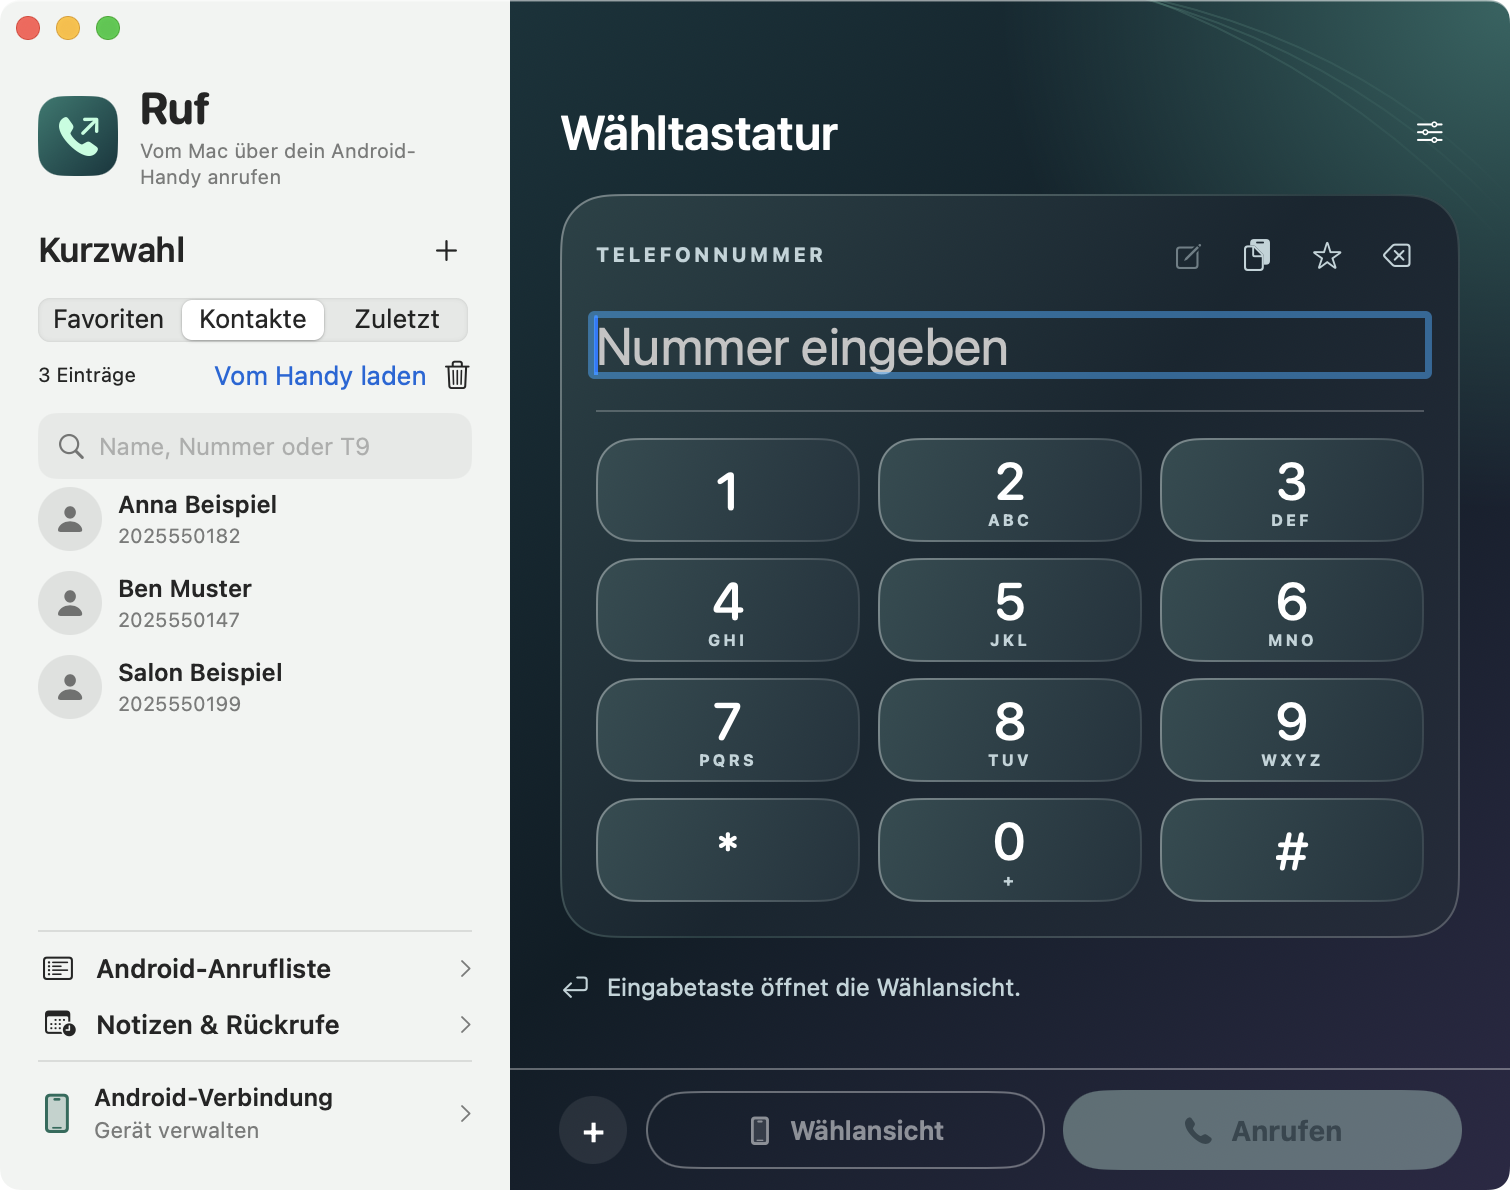 Ruf
Vom Mac über dein Android-
Handy anrufen
Kurzwahl
Favoriten Kontakte Zuletzt
3 Einträge Vom Handy laden
Name, Nummer oder T9
Anna Beispiel
2025550182
Ben Muster
2025550147
Salon Beispiel
2025550199
Android-Anrufliste
Notizen & Rückrufe
Android-Verbindung
Gerät verwalten
Wähltastatur
TELEFONNUMMER
Nummer eingeben
1 2 3
ABC DEF
4 5 6
GHI JKL MNO
7 8 9
PQRS TUV WXYZ
* 0 #
+
Eingabetaste öffnet die Wählansicht.
+ Wählansicht Anrufen